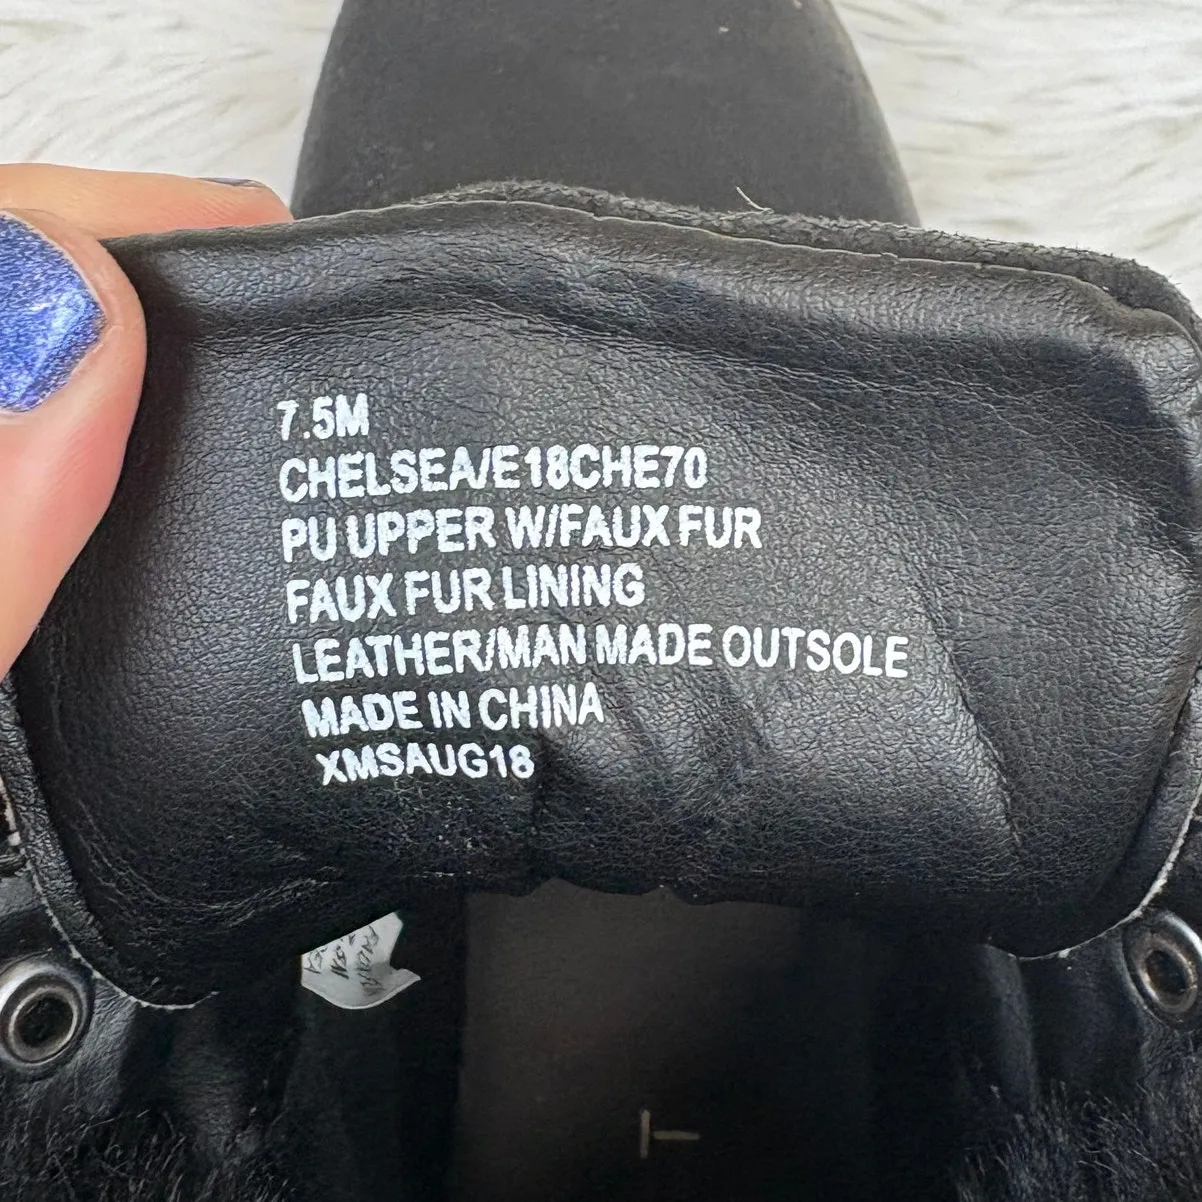 7.5M
CHELSEA/E18CHE70
PU UPPER W/FAUX FUR
FAUX FUR LINING
LEATHER/MAN MADE OUTSOLE
MADE IN CHINA
XMSAUG18